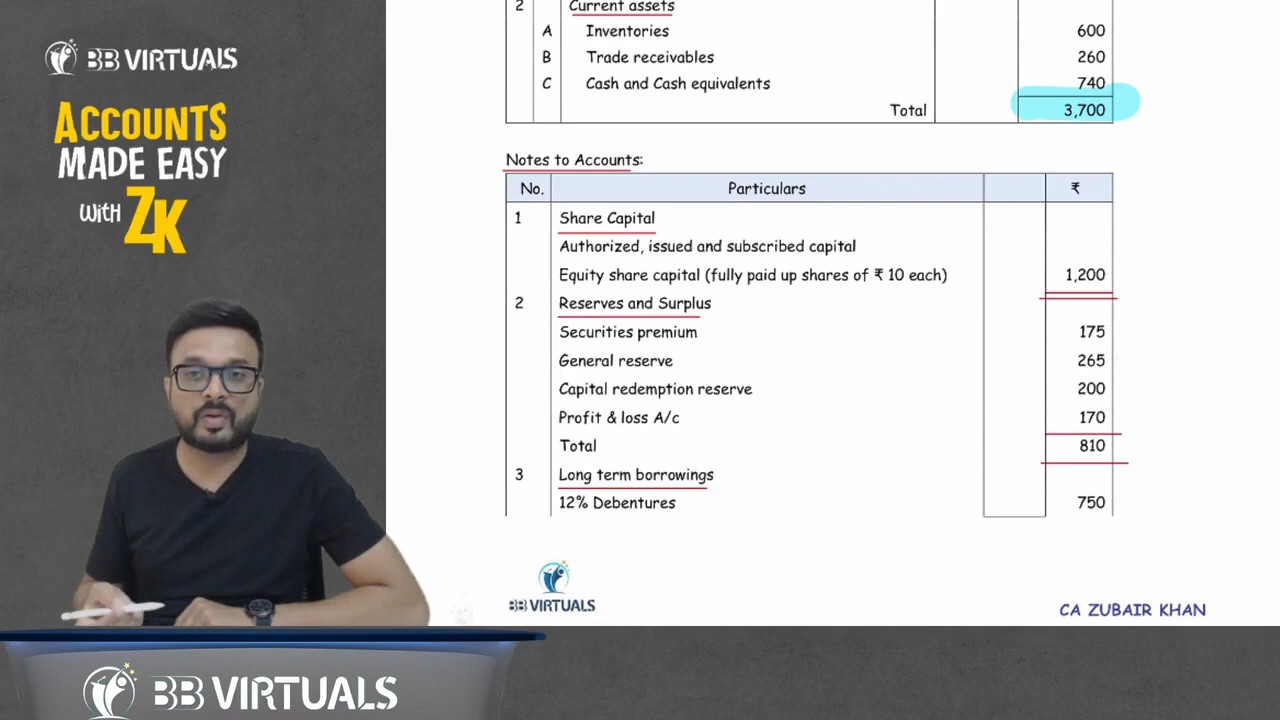 BB VIRTUALS
ACCOUNTS
MADE EASY
with ZK
2 Current assets
A Inventories 600
B Trade receivables 260
C Cash and Cash equivalents 740
Total 3,700
Notes to Accounts:
No. Particulars ₹
1 Share Capital
Authorized, issued and subscribed capital
Equity share capital (fully paid up shares of ₹ 10 each) 1,200
2 Reserves and Surplus
Securities premium 175
General reserve 265
Capital redemption reserve 200
Profit & loss A/c 170
Total 810
3 Long term borrowings
12% Debentures 750
BB VIRTUALS
CA ZUBAIR KHAN
BB VIRTUALS